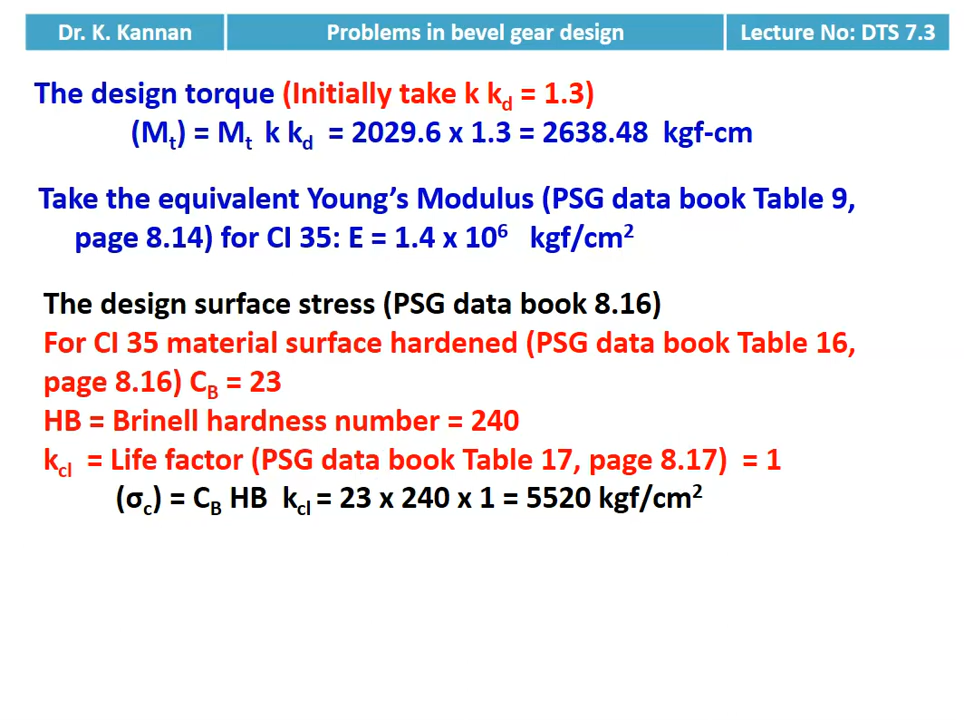 Dr. K. Kannan
Problems in bevel gear design
Lecture No: DTS 7.3
The design torque (Initially take k kd = 1.3)
(Mt) = Mt k kd = 2029.6 x 1.3 = 2638.48 kgf-cm
Take the equivalent Young’s Modulus (PSG data book Table 9,
page 8.14) for CI 35: E = 1.4 x 10⁶ kgf/cm²
The design surface stress (PSG data book 8.16)
For CI 35 material surface hardened (PSG data book Table 16,
page 8.16) CB = 23
HB = Brinell hardness number = 240
kcl = Life factor (PSG data book Table 17, page 8.17) = 1
(σc) = CB HB kcl = 23 x 240 x 1 = 5520 kgf/cm²